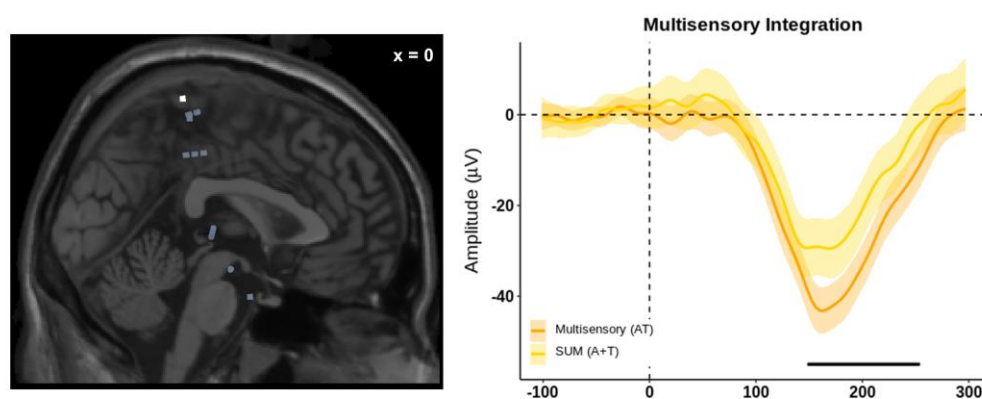 x = 0
Multisensory Integration
Amplitude (µV)
0
-20
-40
Multisensory (AT)
SUM (A+T)
-100
0
100
200
300